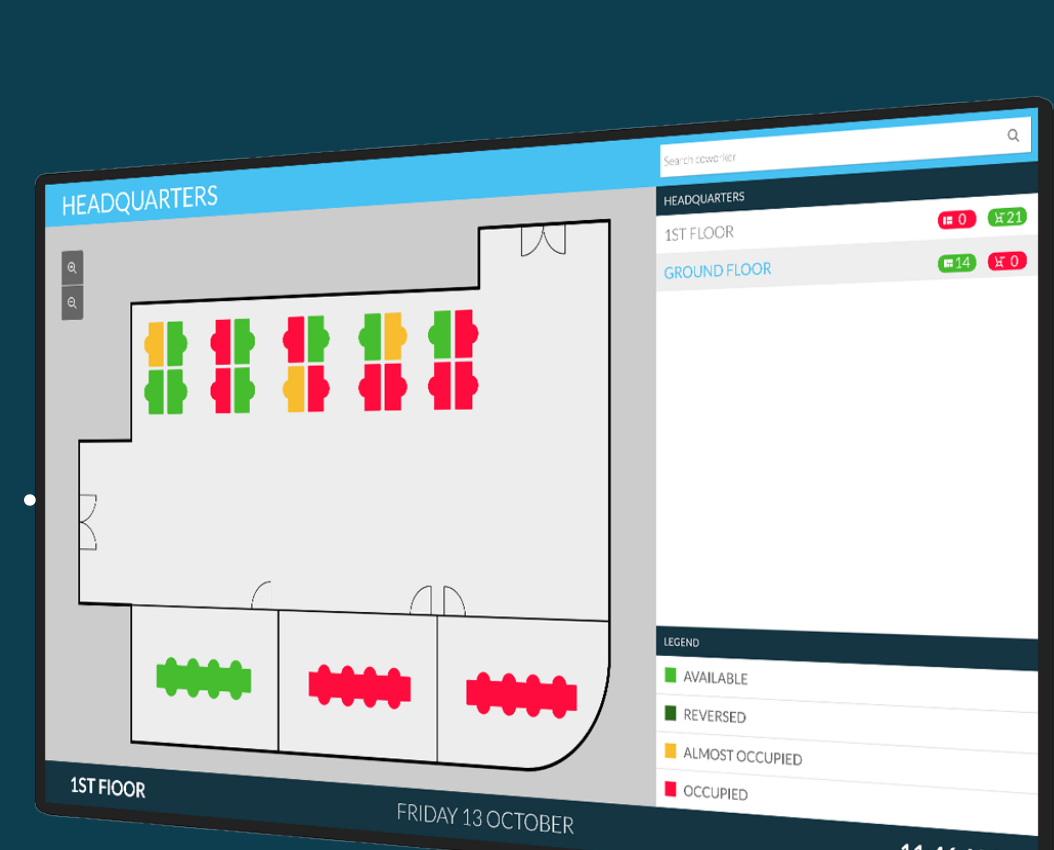 HEADQUARTERS
Search coworker
HEADQUARTERS
1ST FLOOR 0 21
GROUND FLOOR 14 0
LEGEND
AVAILABLE
REVERSED
ALMOST OCCUPIED
OCCUPIED
1ST FlOOR
FRIDAY 13 OCTOBER